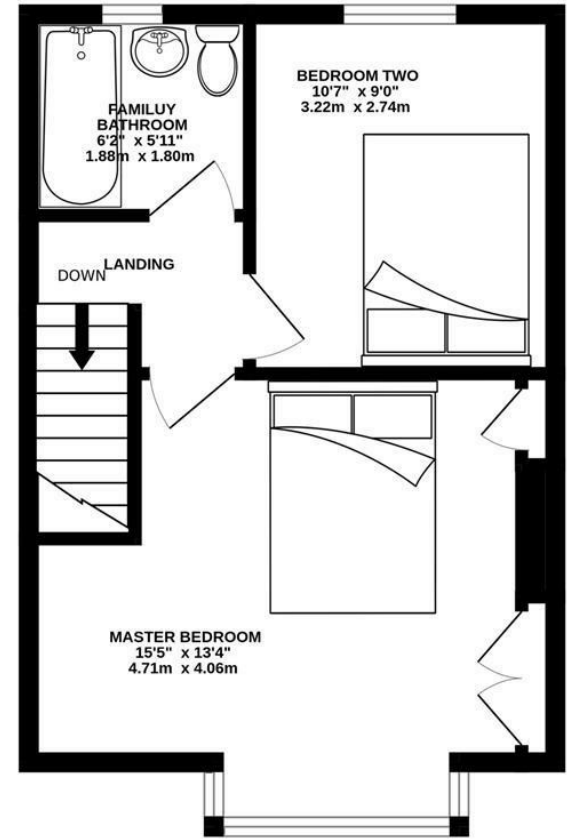 BEDROOM TWO
10'7" x 9'0"
3.22m x 2.74m
FAMILUY
BATHROOM
6'2" x 5'11"
1.88m x 1.80m
LANDING
DOWN
MASTER BEDROOM
15'5" x 13'4"
4.71m x 4.06m